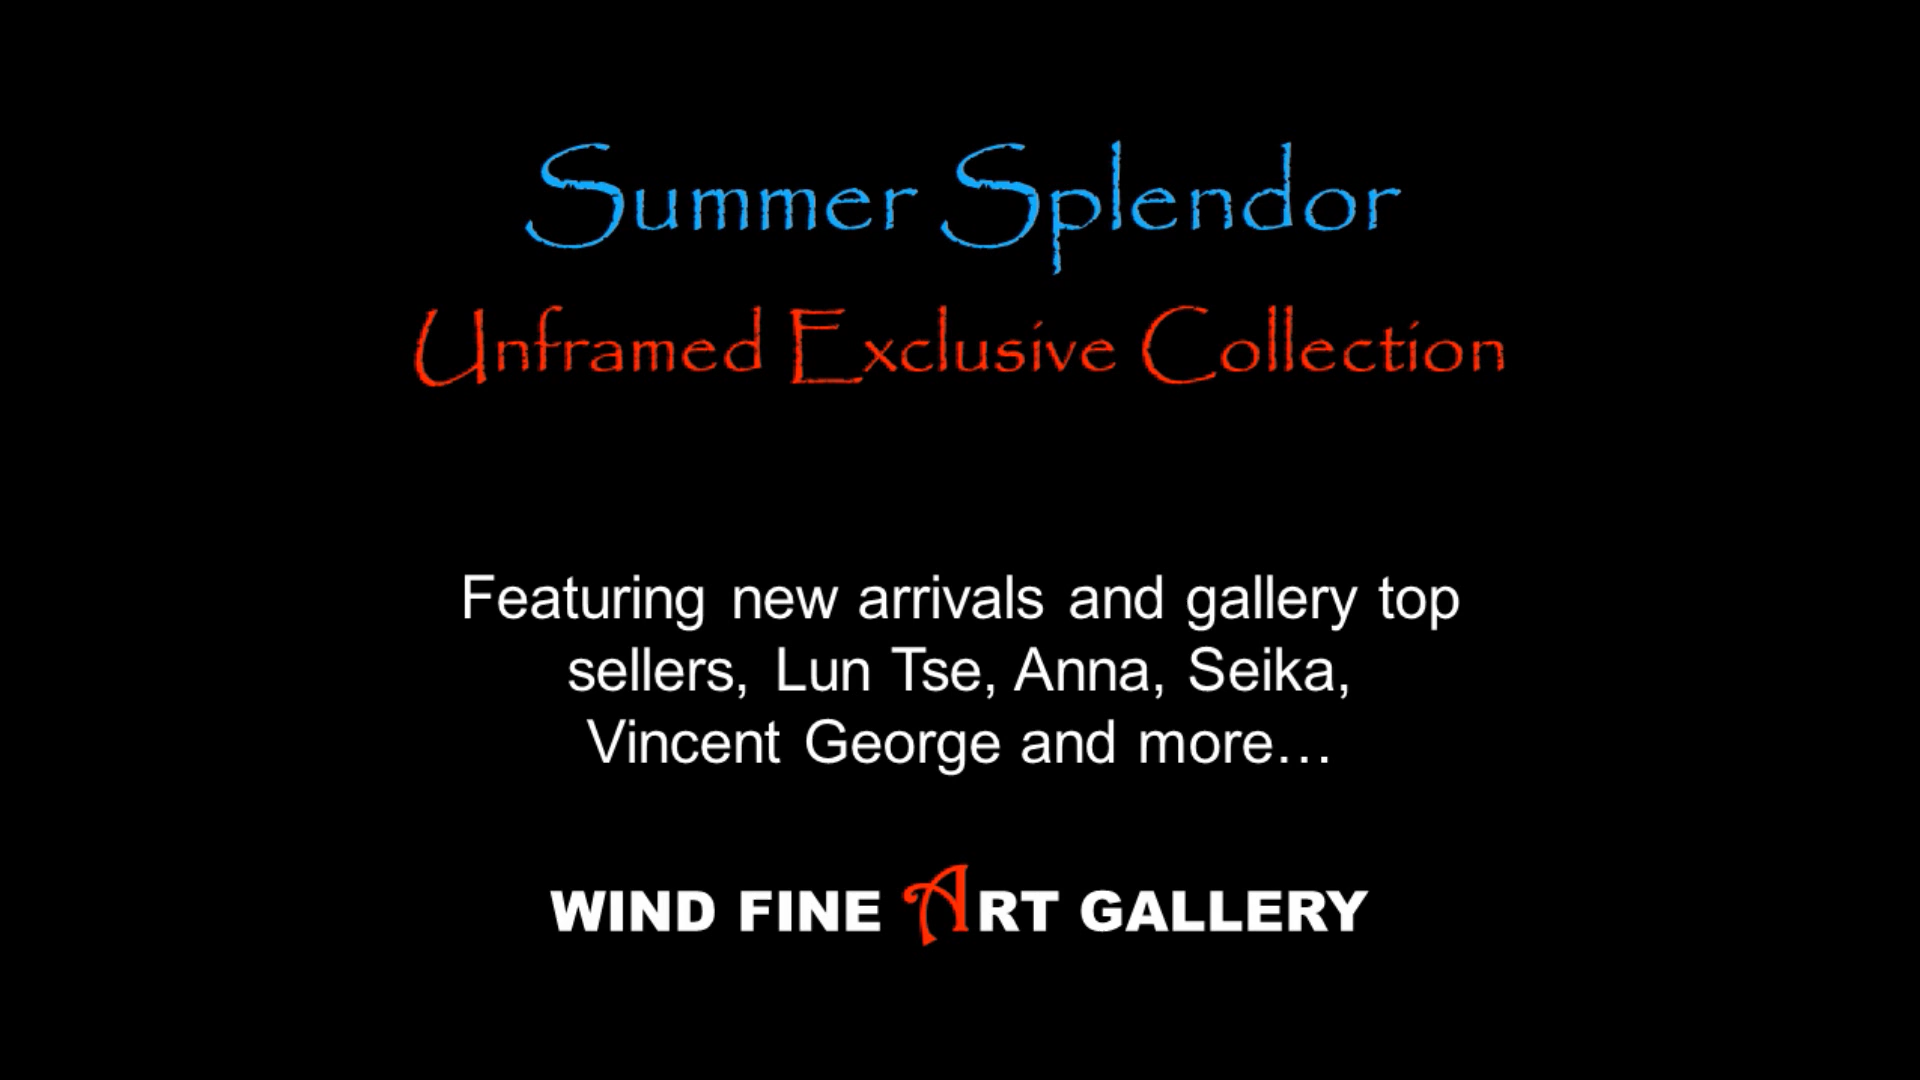 Summer Splendor
Unframed Exclusive Collection
Featuring new arrivals and gallery top
sellers, Lun Tse, Anna, Seika,
Vincent George and more…
WIND FINE ART GALLERY